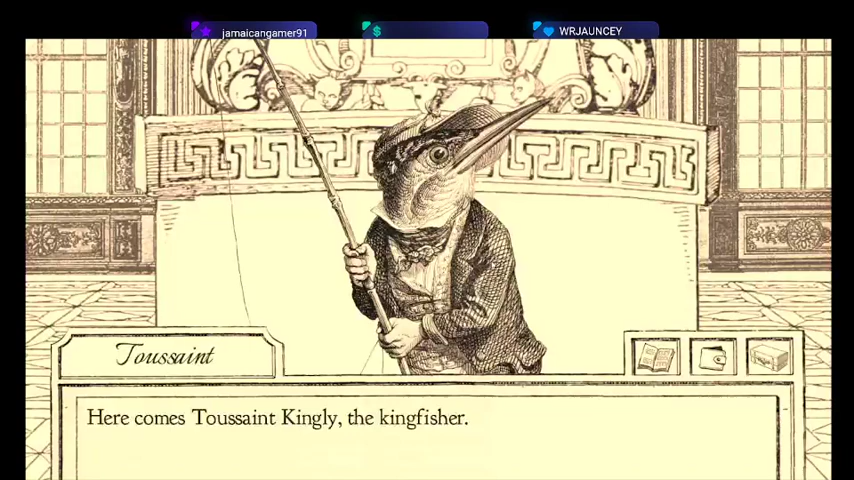 jamaicangamer91
$
WRJAUNCEY
Toussaint
Here comes Toussaint Kingly, the kingfisher.